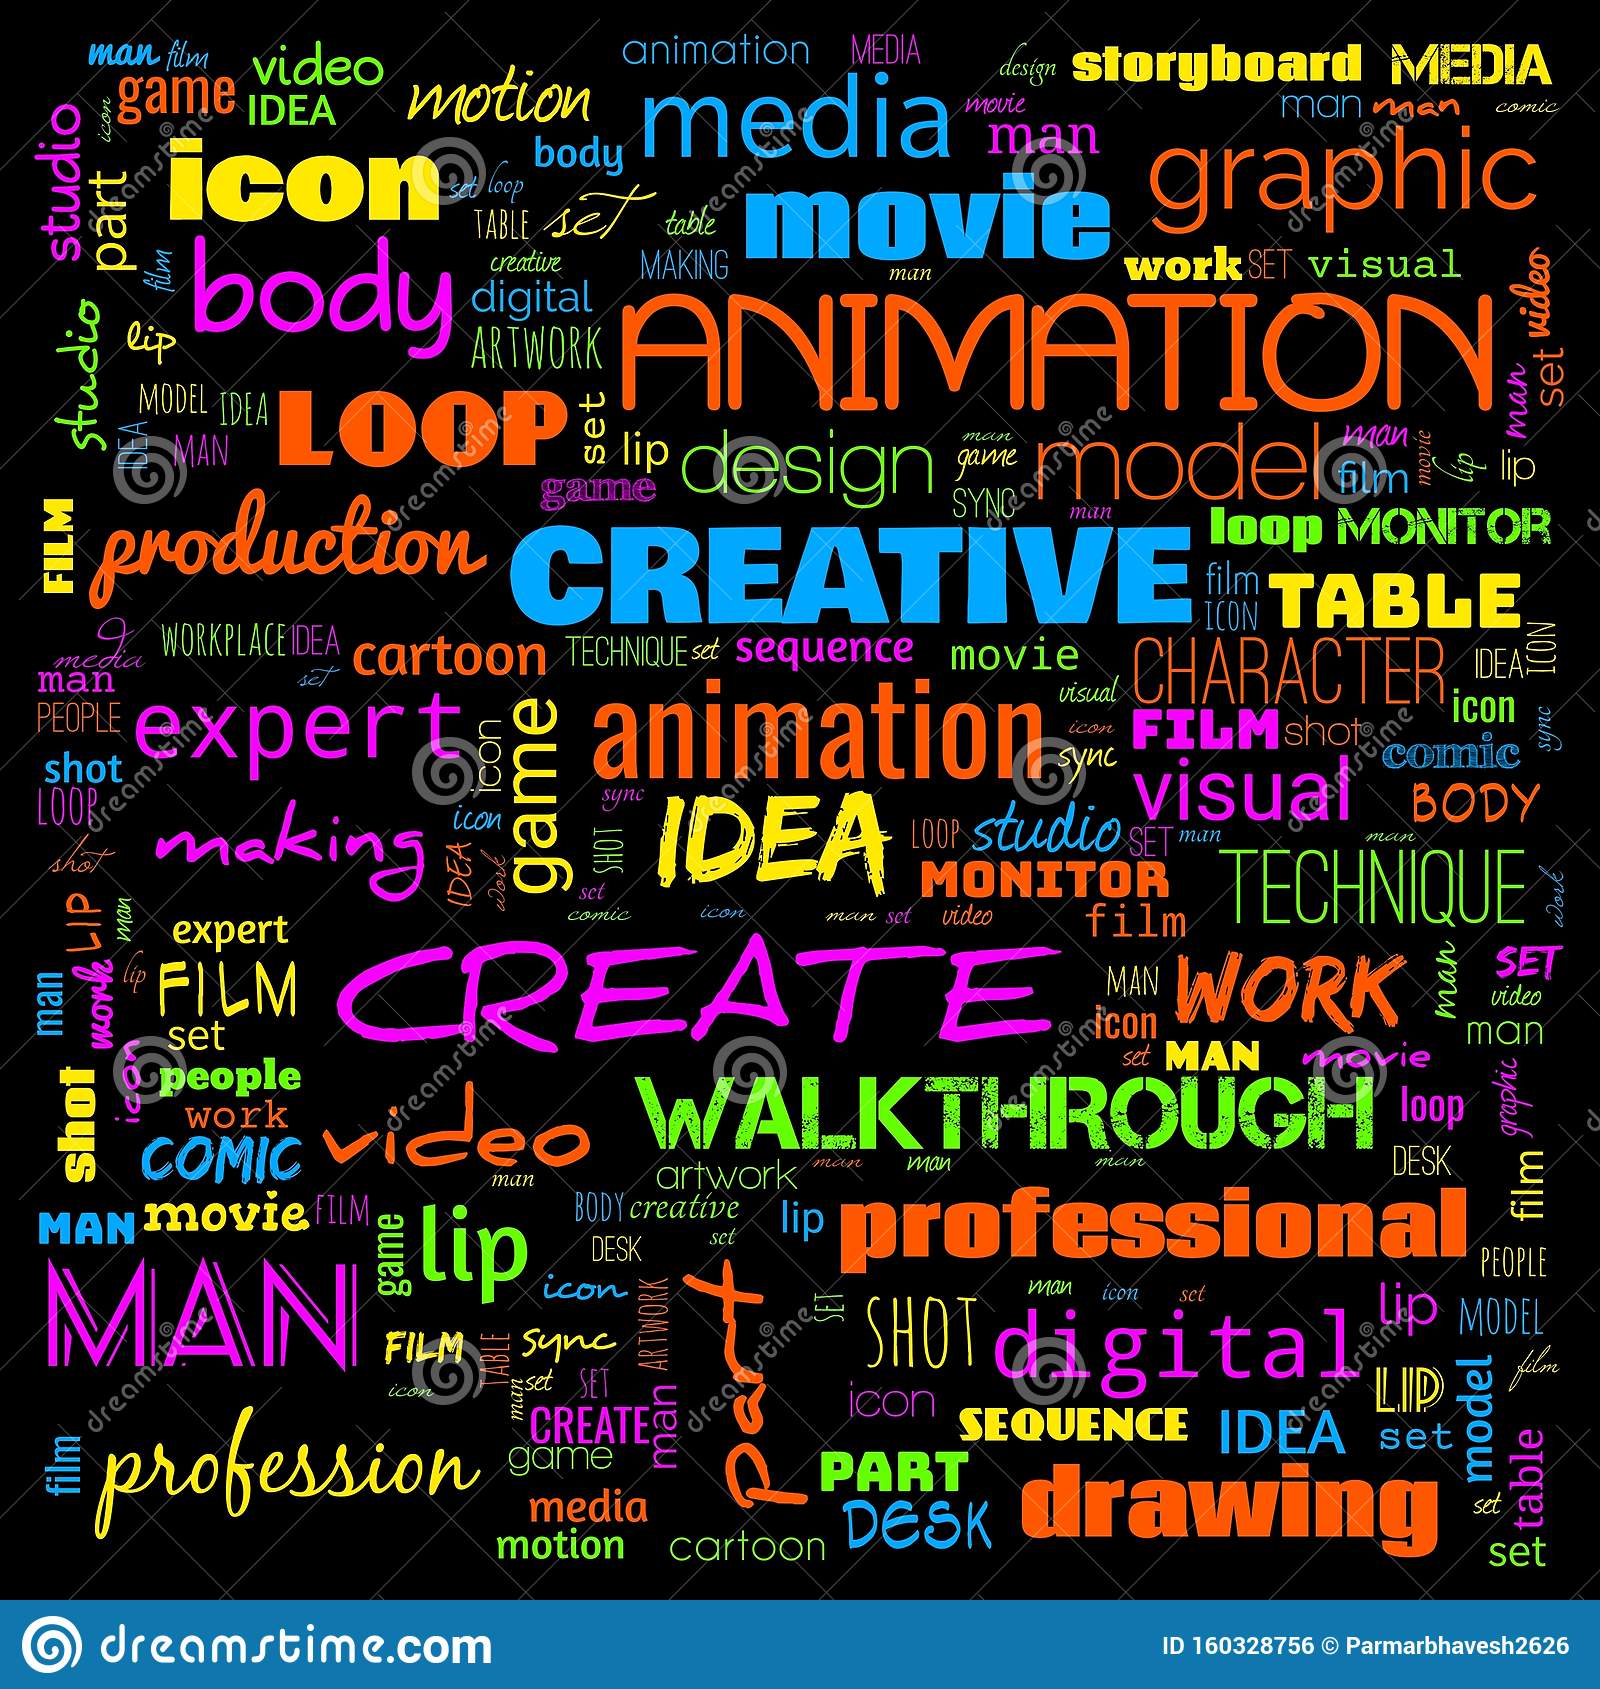 man film video animation MEDIA design storyboard MEDIA
game IDEA motion media movie man man man comic
studio icon part icon body set loop man graphic
TABLE set table movie
film body creative digital MAKING man work SET visual video
studio lip ARTWORK ANIMATION set man
MODEL IDEA LOOP set lip design man game model man film movie lip lip
IDEA MAN game SYNC man
FILM production CREATIVE loop MONITOR
film ICON TABLE
media WORKPLACE IDEA cartoon TECHNIQUE set sequence movie CHARACTER IDEA ICON
man set visual icon
PEOPLE expert icon game animation icon sync FILM shot comic sync
shot LOOP sync visual BODY
making icon IDEA SHOT IDEA LOOP studio SET man man
shot IDEA work set MONITOR TECHNIQUE work
LIP man expert comic icon man set video film
man work lip FILM CREATE MAN WORK man SET
set icon video man
shot icon people set MAN movie
work video WALKTHROUGH loop graphic
COMIC man artwork man man man DESK film
MAN movie FILM game lip BODY creative lip professional
set DESK PEOPLE
MAN icon ARTWORK part SET SHOT man icon set lip MODEL
FILM TABLE sync digital film
icon man set SET icon LIP model
film profession CREATE man SEQUENCE IDEA set table
game PART
media DESK drawing set
motion cartoon set
dreamstime.com ID 160328756 © Parmarbhavesh2626